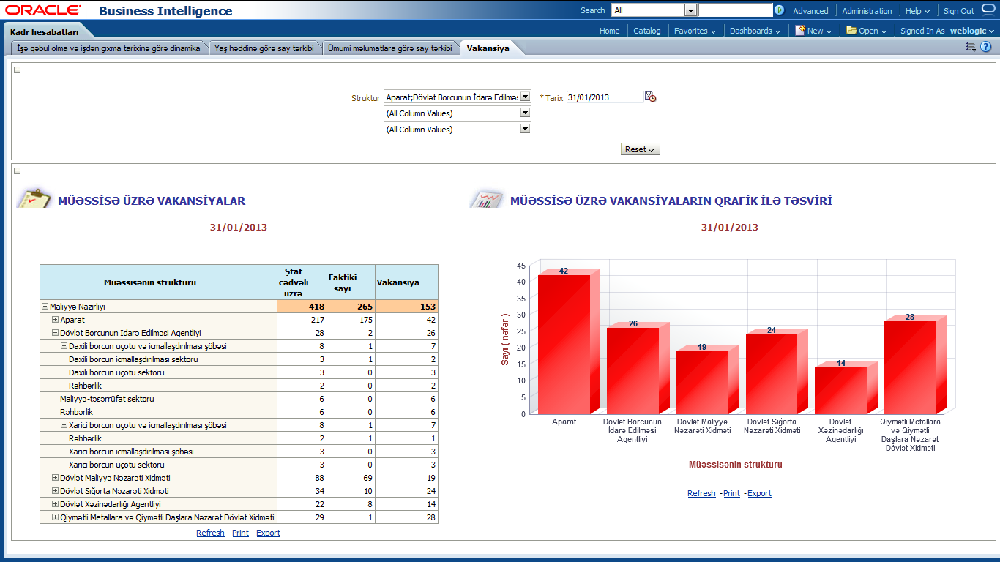 ORACLE Business Intelligence
Search All Advanced Administration Help Sign Out
Kadr hesabatları
Home Catalog Favorites Dashboards New Open Signed In As weblogic
İşə qəbul olma və işdən çıxma tarixinə görə dinamika Yaş həddinə görə say tərkibi Ümumi məlumatlara görə say tərkibi Vakansiya
Struktur Aparat;Dövlət Borcunun İdarə Edilməs * Tarix 31/01/2013
(All Column Values)
(All Column Values)
Reset
MÜƏSSİSƏ ÜZRƏ VAKANSİYALAR
31/01/2013
Müəssisənin strukturu Ştat cədvəli üzrə Faktiki sayı Vakansiya
Maliyyə Nazirliyi 418 265 153
Aparat 217 175 42
Dövlət Borcunun İdarə Edilməsi Agentliyi 28 2 26
Daxili borcun uçotu və icmallaşdırılması şöbəsi 8 1 7
Daxili borcun icmallaşdırılması sektoru 3 1 2
Daxili borcun uçotu sektoru 3 0 3
Rəhbərlik 2 0 2
Maliyyə-təsərrüfat sektoru 6 0 6
Rəhbərlik 6 0 6
Xarici borcun uçotu və icmallaşdırılması şöbəsi 8 1 7
Rəhbərlik 2 1 1
Xarici borcun icmallaşdırılması şöbəsi 3 0 3
Xarici borcun uçotu sektoru 3 0 3
Dövlət Maliyyə Nəzarəti Xidməti 88 69 19
Dövlət Sığorta Nəzarəti Xidməti 34 10 24
Dövlət Xəzinədarlığı Agentliyi 22 8 14
Qiymətli Metallara və Qiymətli Daşlara Nəzarət Dövlət Xidməti 29 1 28
Refresh - Print - Export
MÜƏSSİSƏ ÜZRƏ VAKANSİYALARIN QRAFİK İLƏ TƏSVİRİ
31/01/2013
Sayı ( nəfər )
45
40
35
30
25
20
15
10
5
0
42 26 19 24 14 28
Aparat
Dövlət Borcunun
İdarə Edilməsi
Agentliyi
Dövlət Maliyyə
Nəzarəti Xidməti
Dövlət Sığorta
Nəzarəti Xidməti
Dövlət
Xəzinədarlığı
Agentliyi
Qiymətli Metallara
və Qiymətli
Daşlara Nəzarət
Dövlət Xidməti
Müəssisənin strukturu
Refresh - Print - Export